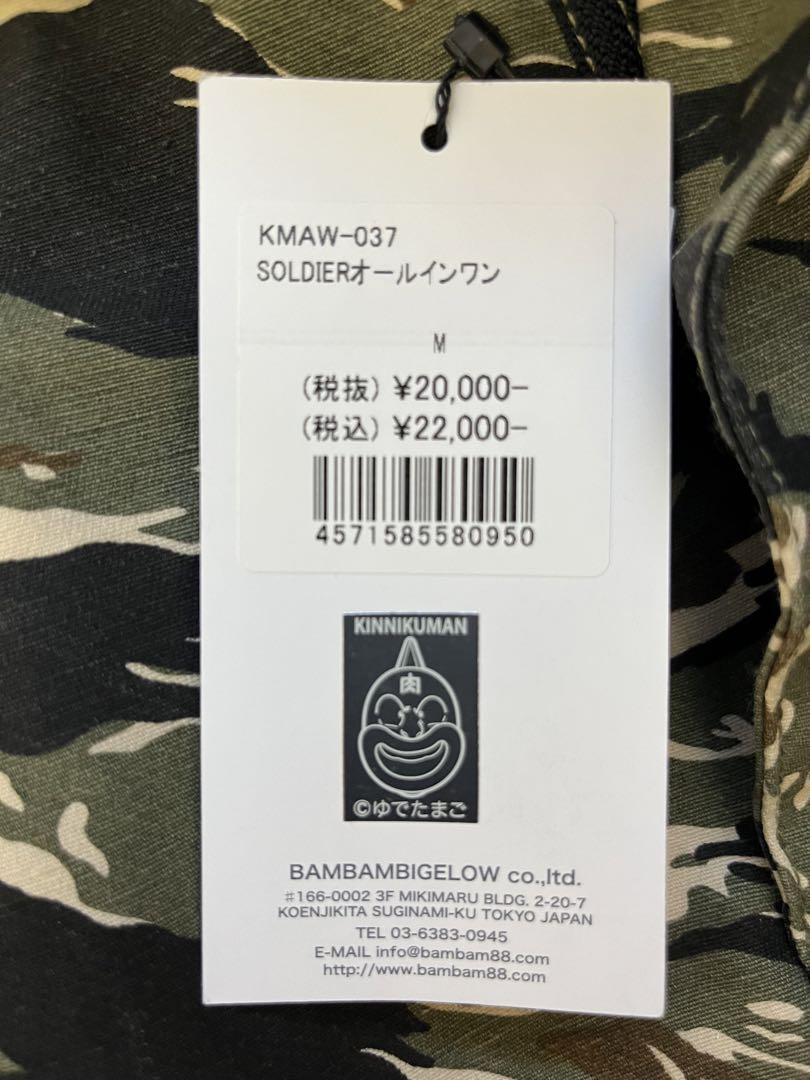 KMAW-037
SOLDIERオールインワン
M
(税抜) ¥20,000-
(税込) ¥22,000-
4571585580950
KINNIKUMAN
肉
©ゆでたまご
BAMBAMBIGELOW co.,ltd.
♯166-0002 3F MIKIMARU BLDG. 2-20-7
KOENJIKITA SUGINAMI-KU TOKYO JAPAN
TEL 03-6383-0945
E-MAIL info@bambam88.com
http://www.bambam88.com